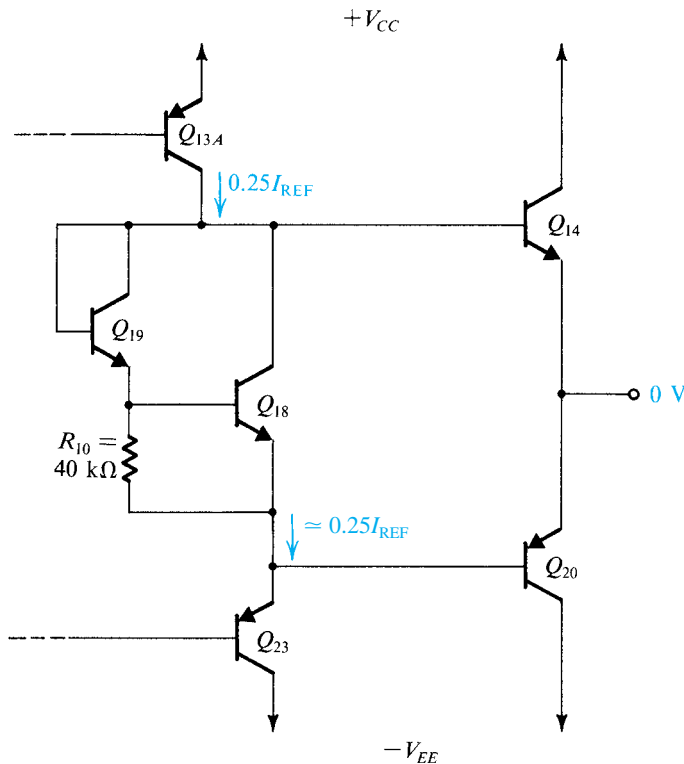 +V_CC
Q_13A
0.25I_REF
Q_14
Q_19
Q_18
0 V
R_10 =
40 kΩ
≃ 0.25I_REF
Q_20
Q_23
−V_EE